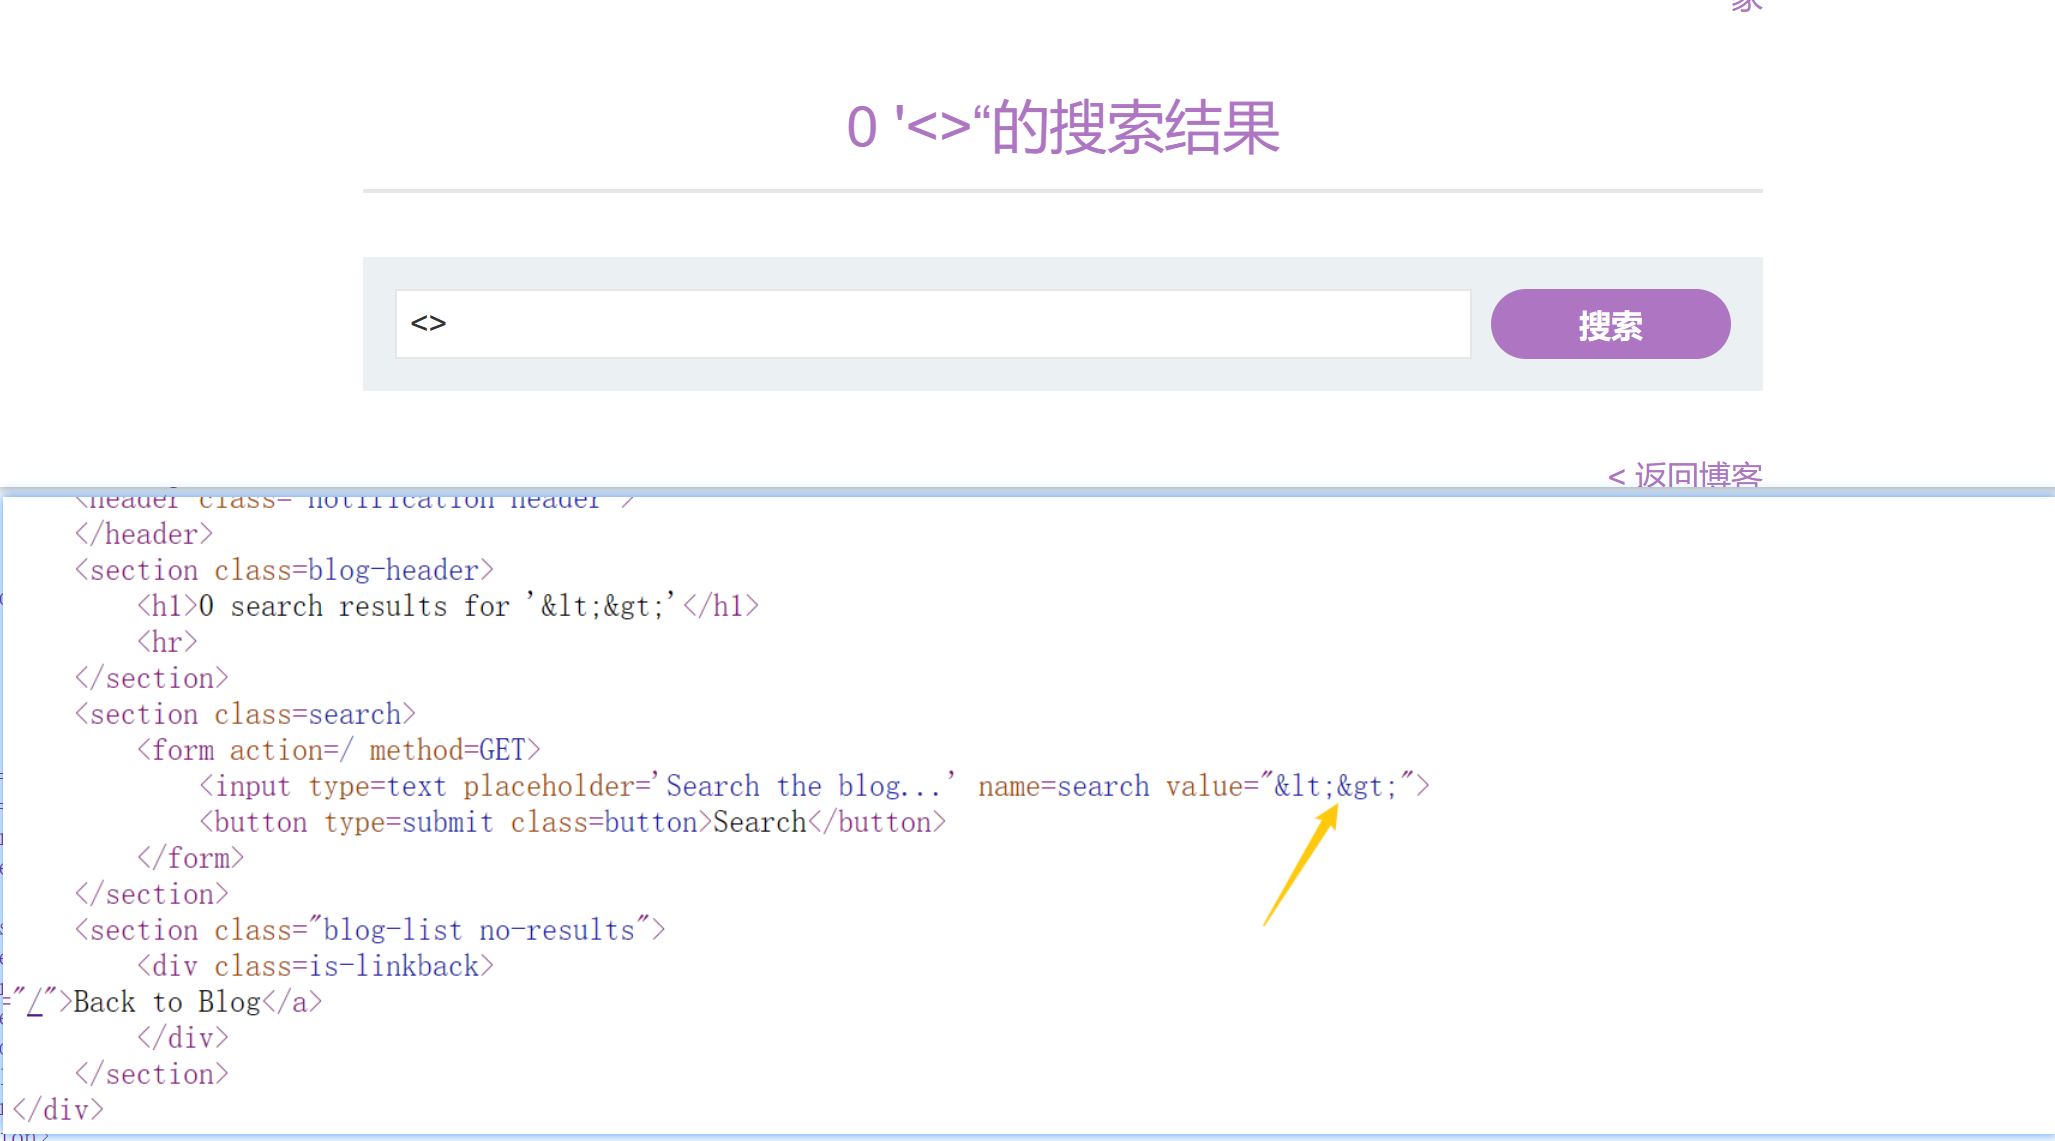 家
0 '<>“的搜索结果
<>
搜索
< 返回博客
<header class="notification-header">
</header>
<section class=blog-header>
<h1>0 search results for '&lt;&gt;'</h1>
<hr>
</section>
<section class=search>
<form action=/ method=GET>
<input type=text placeholder='Search the blog...' name=search value="&lt;&gt;">
<button type=submit class=button>Search</button>
</form>
</section>
<section class="blog-list no-results">
<div class=is-linkback>
="/">Back to Blog</a>
</div>
</section>
</div>